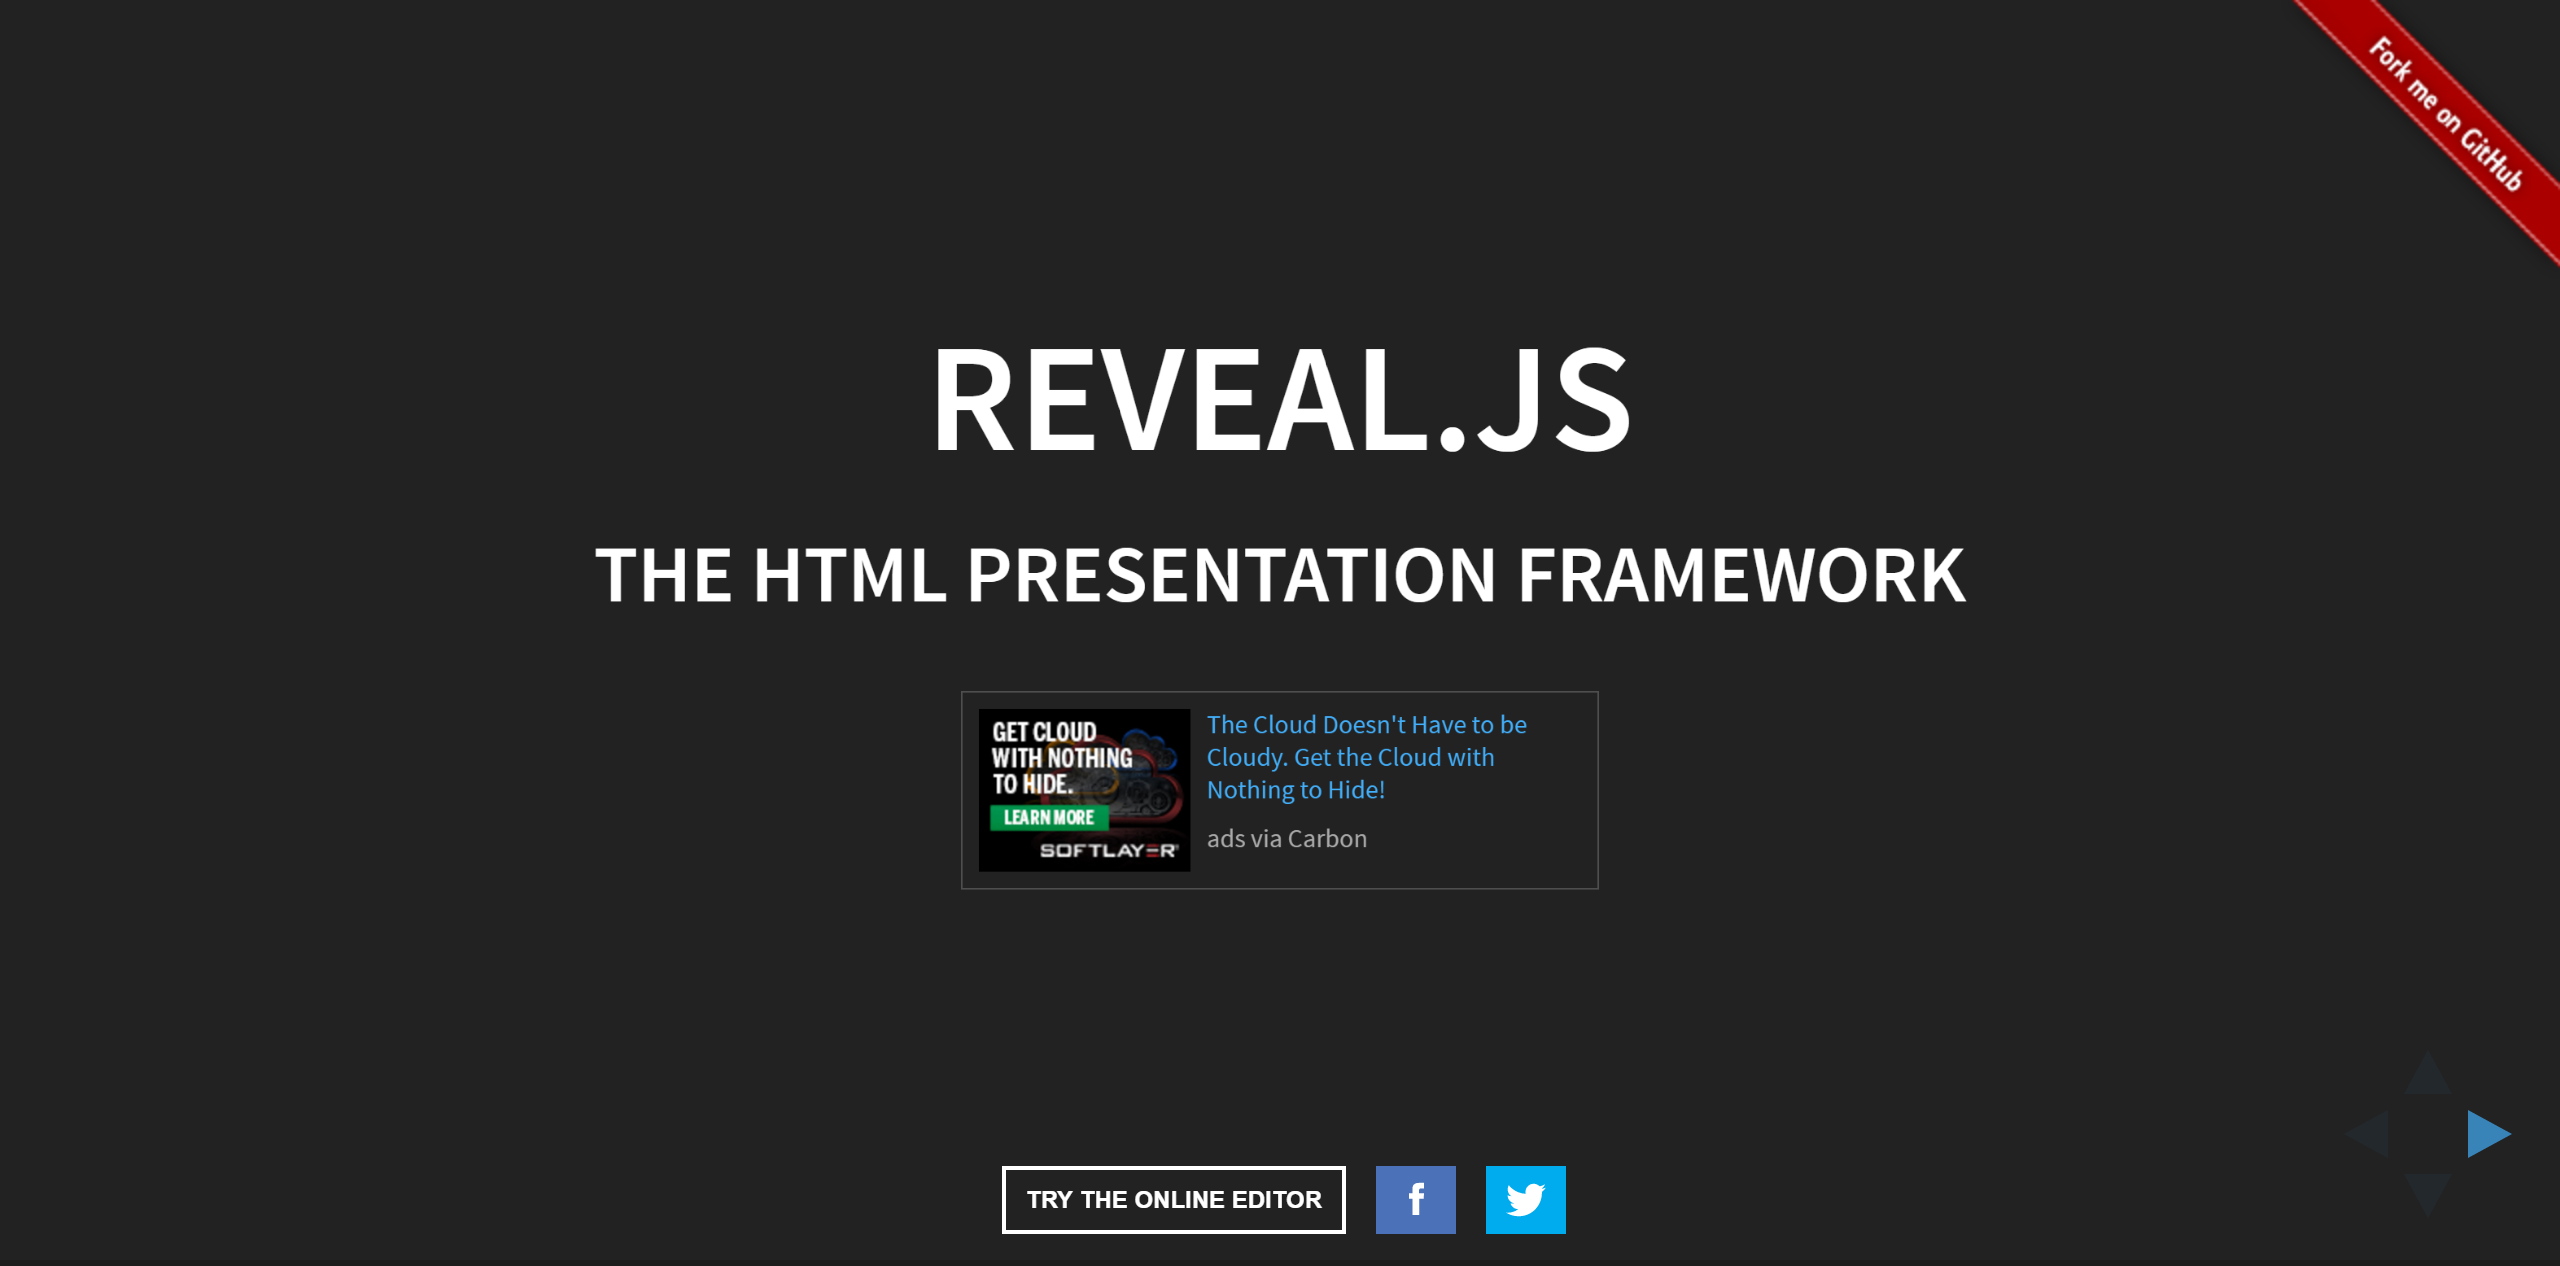 Fork me on GitHub
REVEAL.JS
THE HTML PRESENTATION FRAMEWORK
GET CLOUD
WITH NOTHING
TO HIDE.
LEARN MORE
SOFTLAYER
The Cloud Doesn't Have to be
Cloudy. Get the Cloud with
Nothing to Hide!
ads via Carbon
TRY THE ONLINE EDITOR
f